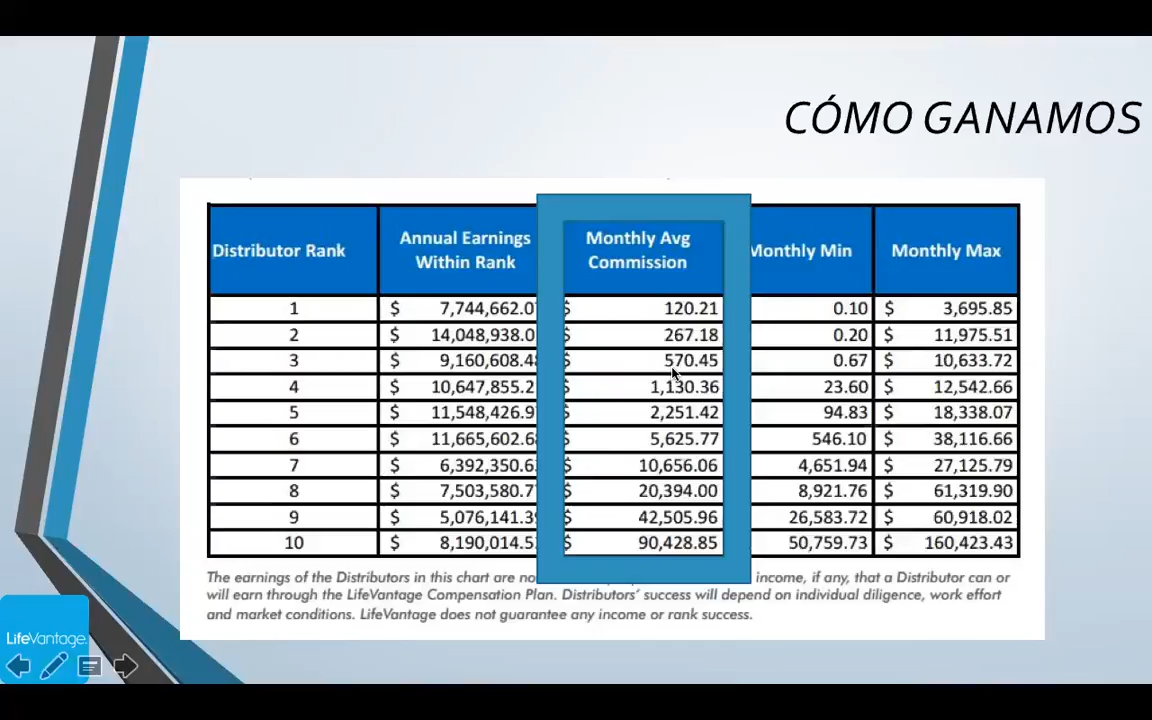 CÓMO GANAMOS
Distributor Rank Annual Earnings Within Rank Monthly Avg Commission Monthly Min Monthly Max
1 $ 7,744,662.0 $ 120.21 0.10 $ 3,695.85
2 $ 14,048,938.0 $ 267.18 0.20 $ 11,975.51
3 $ 9,160,608.4 $ 570.45 0.67 $ 10,633.72
4 $ 10,647,855.2 $ 1,130.36 23.60 $ 12,542.66
5 $ 11,548,426.9 $ 2,251.42 94.83 $ 18,338.07
6 $ 11,665,602.6 $ 5,625.77 546.10 $ 38,116.66
7 $ 6,392,350.6 $ 10,656.06 4,651.94 $ 27,125.79
8 $ 7,503,580.7 $ 20,394.00 8,921.76 $ 61,319.90
9 $ 5,076,141.3 $ 42,505.96 26,583.72 $ 60,918.02
10 $ 8,190,014.5 $ 90,428.85 50,759.73 $ 160,423.43
The earnings of the Distributors in this chart are no income, if any, that a Distributor can or
will earn through the LifeVantage Compensation Plan. Distributors' success will depend on individual diligence, work effort
and market conditions. LifeVantage does not guarantee any income or rank success.
LifeVantage.